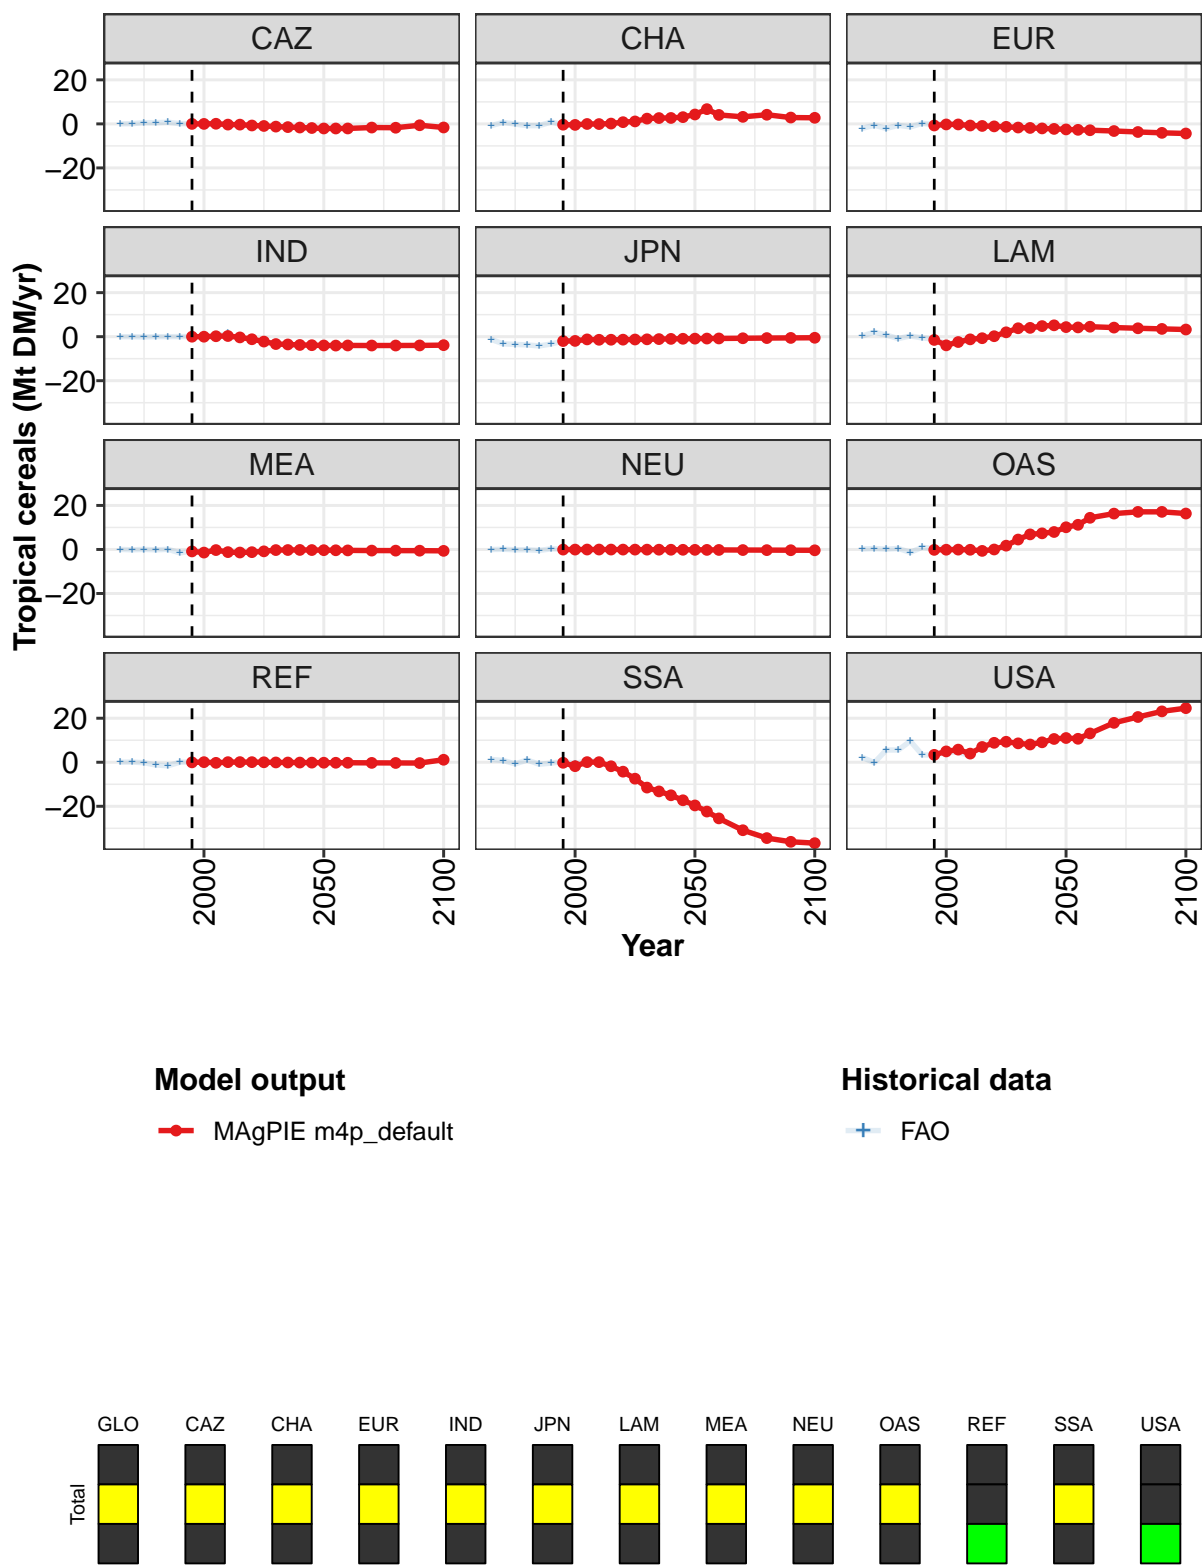 CAZ CHA EUR
20
0
−20
IND JPN LAM
20
0
−20
MEA NEU OAS
20
0
−20
REF SSA USA
20
0
−20
2000 2050 2100 2000 2050 2100 2000 2050 2100
Year
Tropical cereals (Mt DM/yr)
Model output Historical data
MAgPIE m4p_default FAO
GLO CAZ CHA EUR IND JPN LAM MEA NEU OAS REF SSA USA
Total